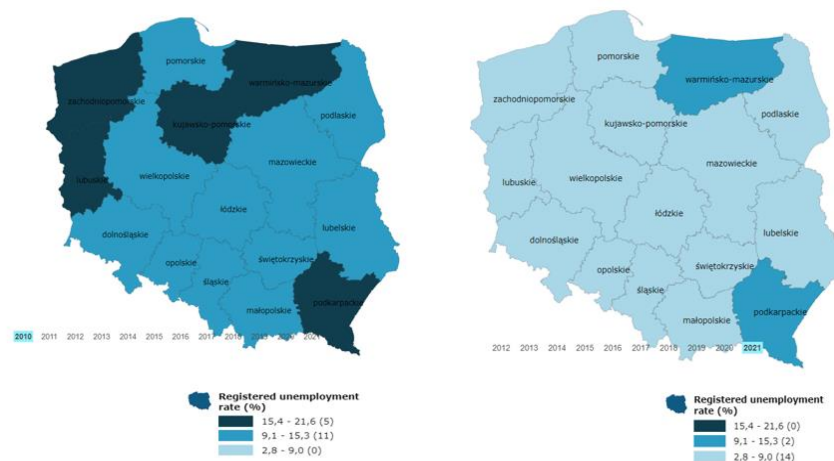 pomorskie
warmińsko-mazurskie
zachodniopomorskie
kujawsko-pomorskie
podlaskie
mazowieckie
lubuskie
wielkopolskie
łódzkie
lubelskie
dolnośląskie
opolskie
śląskie
świętokrzyskie
podkarpackie
małopolskie
2010 2011 2012 2013 2014 2015 2016 2017 2018 2019 2020 2021
Registered unemployment
rate (%)
15,4 - 21,6 (5)
9,1 - 15,3 (11)
2,8 - 9,0 (0)
pomorskie
warmińsko-mazurskie
zachodniopomorskie
kujawsko-pomorskie
podlaskie
mazowieckie
lubuskie
wielkopolskie
łódzkie
lubelskie
dolnośląskie
opolskie
śląskie
świętokrzyskie
podkarpackie
małopolskie
2012 2013 2014 2015 2016 2017 2018 2019 2020 2021
Registered unemployment
rate (%)
15,4 - 21,6 (0)
9,1 - 15,3 (2)
2,8 - 9,0 (14)